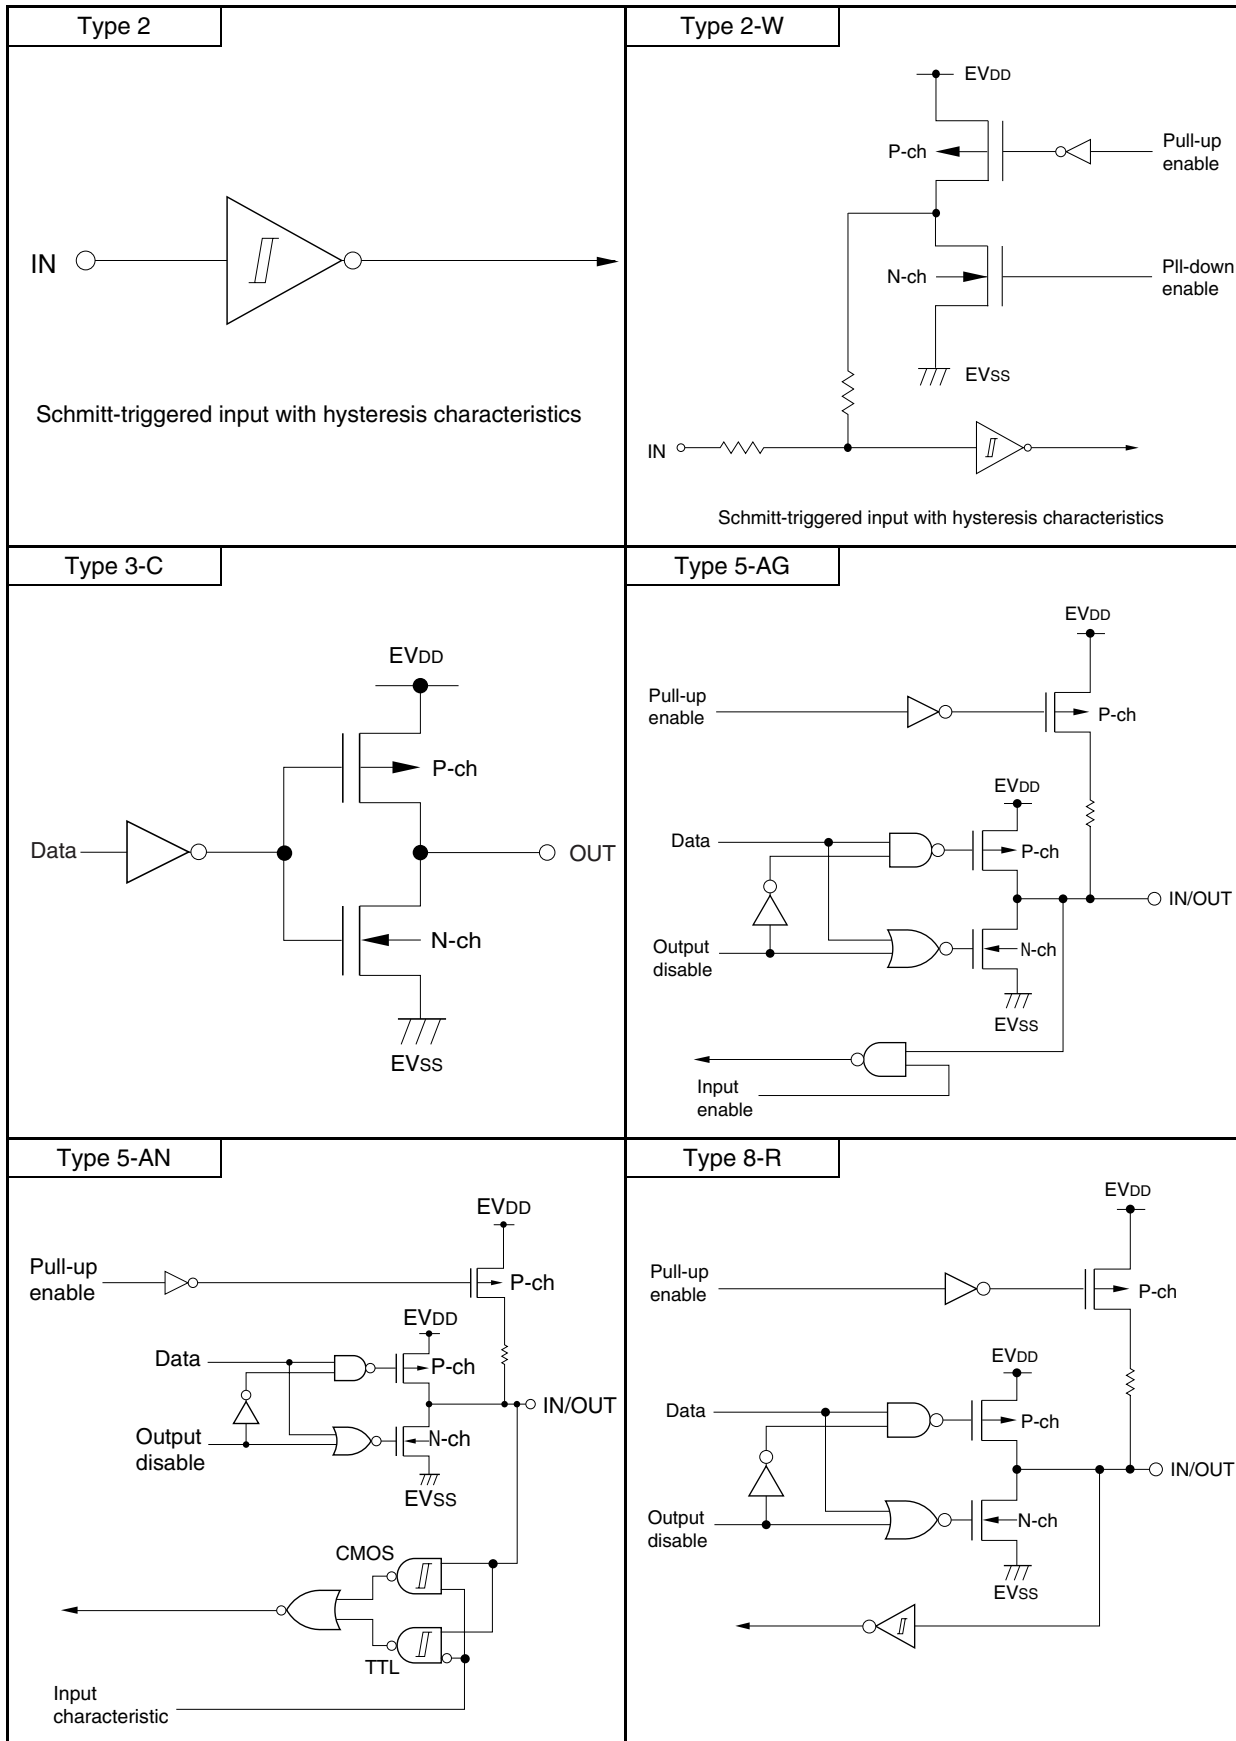 Type 2
IN
Schmitt-triggered input with hysteresis characteristics
Type 2-W
EVDD
P-ch
Pull-up
enable
N-ch
Pll-down
enable
EVSS
IN
Schmitt-triggered input with hysteresis characteristics
Type 3-C
EVDD
P-ch
Data
OUT
N-ch
EVSS
Type 5-AG
EVDD
Pull-up
enable
P-ch
EVDD
Data
P-ch
IN/OUT
Output
disable
N-ch
EVSS
Input
enable
Type 5-AN
EVDD
Pull-up
enable
P-ch
EVDD
Data
P-ch
IN/OUT
Output
disable
N-ch
EVSS
CMOS
TTL
Input
characteristic
Type 8-R
EVDD
Pull-up
enable
P-ch
EVDD
Data
P-ch
IN/OUT
Output
disable
N-ch
EVSS